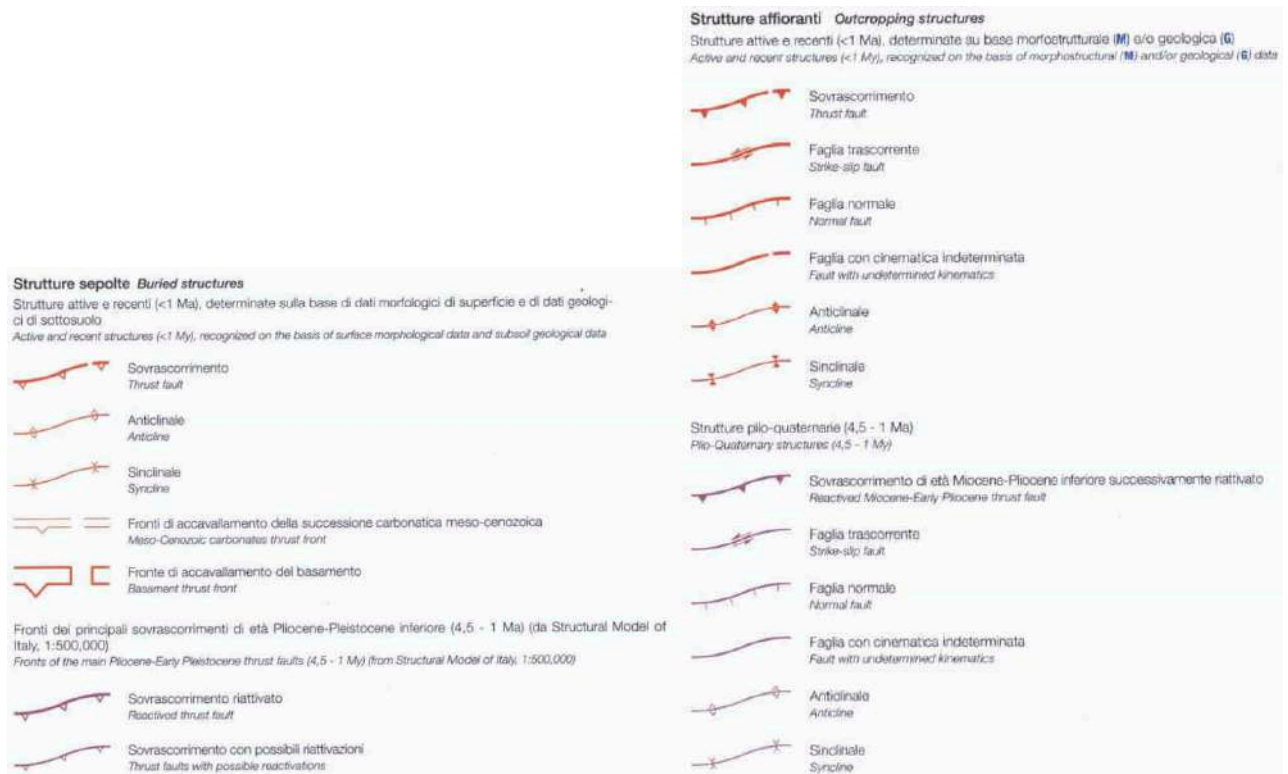 Strutture sepolte Buried structures
Strutture attive e recenti (<1 Ma), determinate sulla base di dati morfologici di superficie e di dati geologi-
ci di sottosuolo
Active and recent structures (<1 My), recognized on the basis of surface morphological data and subsoil geological data
Sovrascorrimento
Thrust fault
Anticlinale
Anticline
Sinclinale
Syncline
Fronti di accavallamento della successione carbonatica meso-cenozoica
Meso-Cenozoic carbonates thrust front
Fronte di accavallamento del basamento
Basament thrust front
Fronti dei principali sovrascorrimenti di età Pliocene-Pleistocene inferiore (4,5 - 1 Ma) (da Structural Model of
Italy, 1:500,000)
Fronts of the main Pliocene-Early Pleistocene thrust faults (4,5 - 1 My) (from Structural Model of Italy, 1:500,000)
Sovrascorrimento riattivato
Reactived thrust fault
Sovrascorrimento con possibili riattivazioni
Thrust faults with possible reactivations
Strutture affioranti Outcropping structures
Strutture attive e recenti (<1 Ma), determinate su base morfostrutturale (M) e/o geologica (G)
Active and recent structures (<1 My), recognized on the basis of morphostructural (M) and/or geological (G) data
Sovrascorrimento
Thrust fault
Faglia trascorrente
Strike-slip fault
Faglia normale
Normal fault
Faglia con cinematica indeterminata
Fault with undetermined kinematics
Anticlinale
Anticline
Sinclinale
Syncline
Strutture plio-quaternarie (4,5 - 1 Ma)
Plio-Quaternary structures (4,5 - 1 My)
Sovrascorrimento di età Miocene-Pliocene inferiore successivamente riattivato
Reactived Miocene-Early Pliocene thrust fault
Faglia trascorrente
Strike-slip fault
Faglia normale
Normal fault
Faglia con cinematica indeterminata
Fault with undetermined kinematics
Anticlinale
Anticline
Sinclinale
Syncline